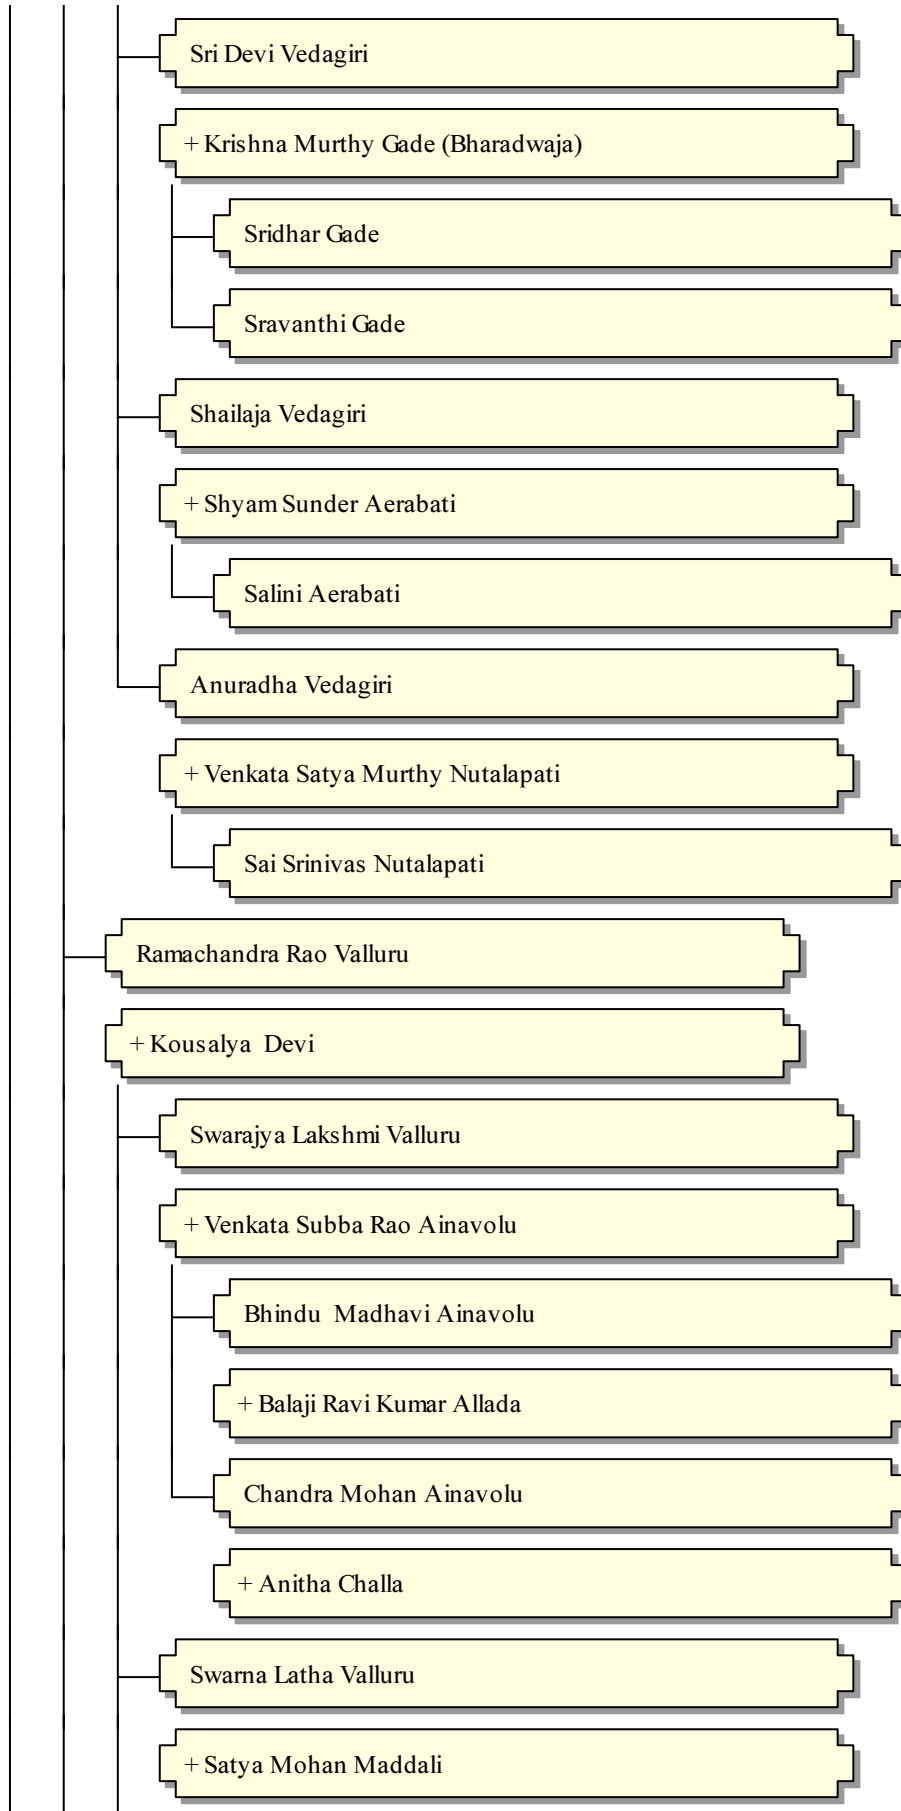 Sri Devi Vedagiri
+ Krishna Murthy Gade (Bharadwaja)
Sridhar Gade
Sravanthi Gade
Shailaja Vedagiri
+ Shyam Sunder Aerabati
Salini Aerabati
Anuradha Vedagiri
+ Venkata Satya Murthy Nutalapati
Sai Srinivas Nutalapati
Ramachandra Rao Valluru
+ Kousalya  Devi
Swarajya Lakshmi Valluru
+ Venkata Subba Rao Ainavolu
Bhindu  Madhavi Ainavolu
+ Balaji Ravi Kumar Allada
Chandra Mohan Ainavolu
+ Anitha Challa
Swarna Latha Valluru
+ Satya Mohan Maddali